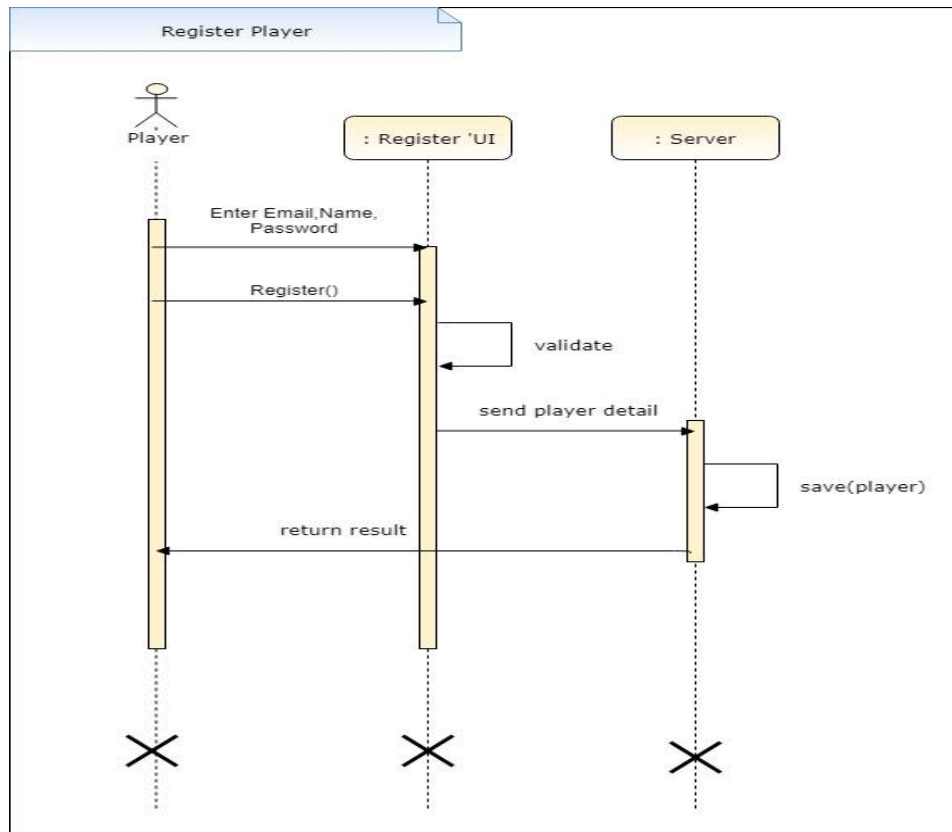 Register Player
Player
: Register 'UI
: Server
Enter Email,Name,
Password
Register()
validate
send player detail
save(player)
return result